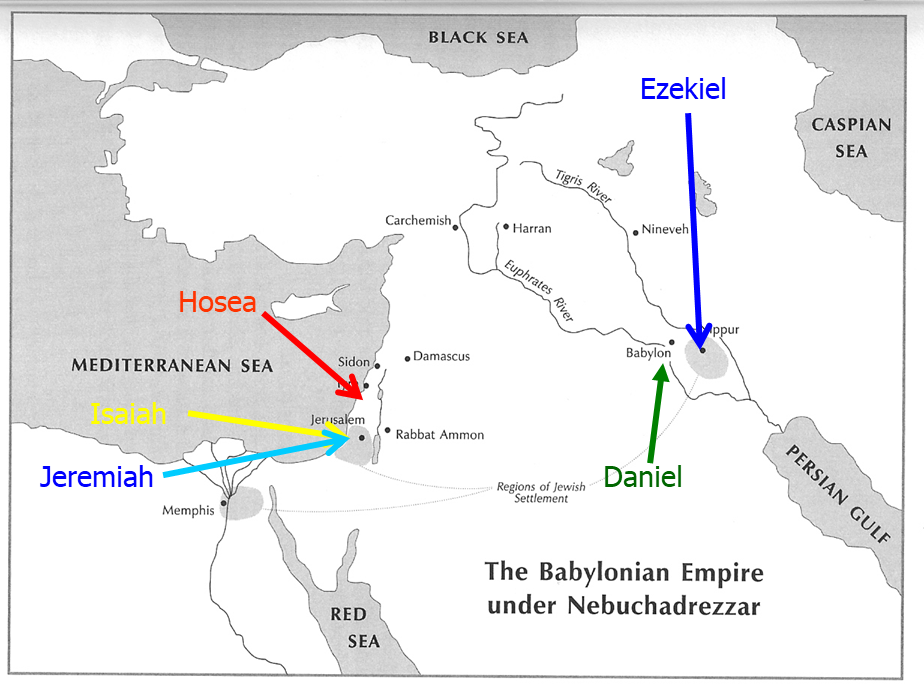 BLACK SEA
Ezekiel
CASPIAN
SEA
Tigris River
Carchemish
Harran
Nineveh
Euphrates River
Hosea
MEDITERRANEAN SEA
Sidon
Damascus
Babylon
Isaiah
Jerusalem
Rabbat Ammon
Jeremiah
Daniel
Regions of Jewish
Settlement
PERSIAN GULF
Memphis
The Babylonian Empire
under Nebuchadrezzar
RED
SEA